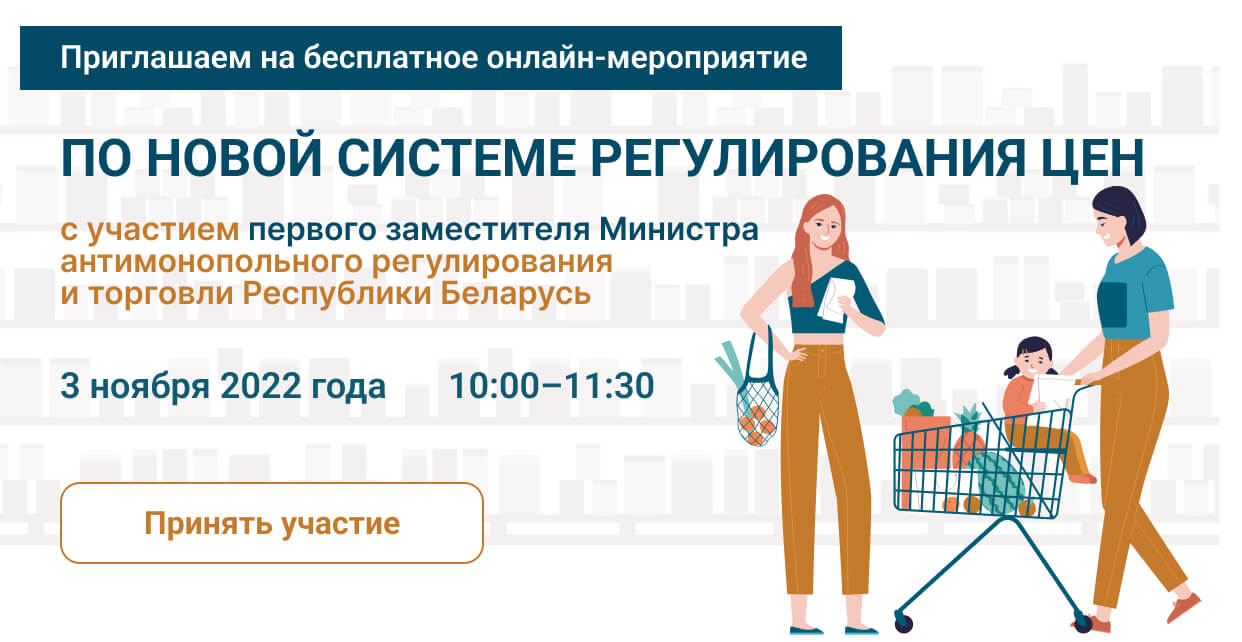 Приглашаем на бесплатное онлайн-мероприятие
ПО НОВОЙ СИСТЕМЕ РЕГУЛИРОВАНИЯ ЦЕН
с участием первого заместителя Министра
антимонопольного регулирования
и торговли Республики Беларусь
3 ноября 2022 года 10:00–11:30
Принять участие